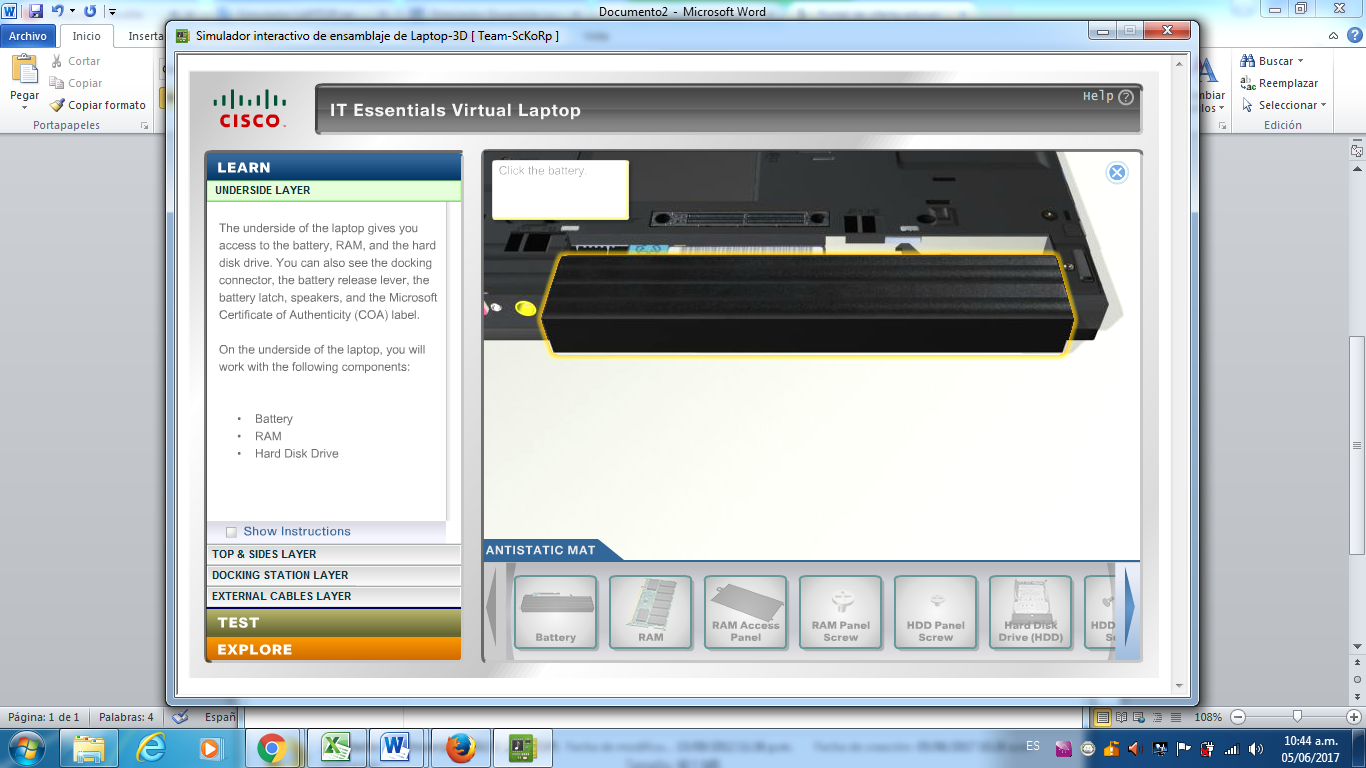 Documento2 - Microsoft Word
Archivo
Inicio
Inserta
Cortar
Copiar
Pegar
Copiar formato
Portapapeles
Buscar
Reemplazar
Seleccionar
Edición
Simulador interactivo de ensamblaje de Laptop-3D [ Team-ScKoRp ]
CISCO
IT Essentials Virtual Laptop
Help ?
LEARN
UNDERSIDE LAYER
The underside of the laptop gives you
access to the battery, RAM, and the hard
disk drive. You can also see the docking
connector, the battery release lever, the
battery latch, speakers, and the Microsoft
Certificate of Authenticity (COA) label.
On the underside of the laptop, you will
work with the following components:
• Battery
• RAM
• Hard Disk Drive
Show Instructions
TOP & SIDES LAYER
DOCKING STATION LAYER
EXTERNAL CABLES LAYER
TEST
EXPLORE
Click the battery.
ANTISTATIC MAT
Battery
RAM
RAM Access
Panel
RAM Panel
Screw
HDD Panel
Screw
Hard Disk
Drive (HDD)
HDD
Página: 1 de 1
Palabras: 4
Españ
108%
ES
10:44 a.m.
05/06/2017